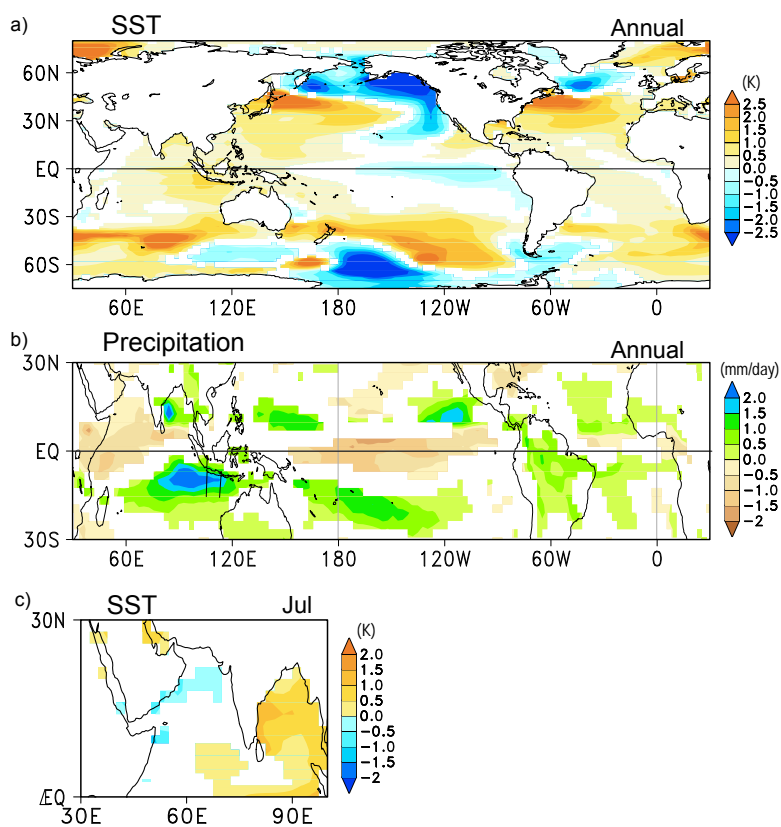 a) SST Annual
60N
30N
EQ
30S
60S
60E 120E 180 120W 60W 0
(K)
2.5
2.0
1.5
1.0
0.5
0.0
-0.5
-1.0
-1.5
-2.0
-2.5
b) Precipitation Annual
30N
EQ
30S
60E 120E 180 120W 60W 0
(mm/day)
2.0
1.5
1.0
0.5
0.0
-0.5
-1.0
-1.5
-2
c) SST Jul
30N
EQ
30E 60E 90E
(K)
2.0
1.5
1.0
0.5
0.0
-0.5
-1.0
-1.5
-2